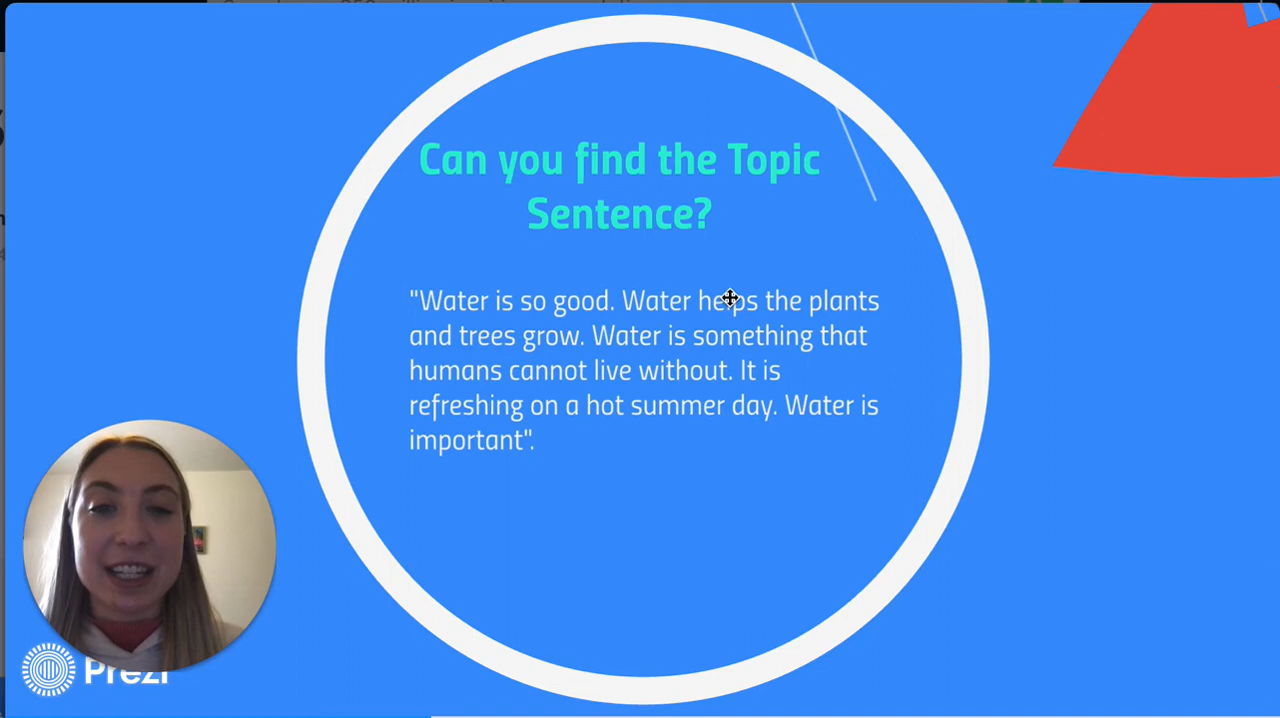 Can you find the Topic
Sentence?
"Water is so good. Water helps the plants
and trees grow. Water is something that
humans cannot live without. It is
refreshing on a hot summer day. Water is
important".
Prezi